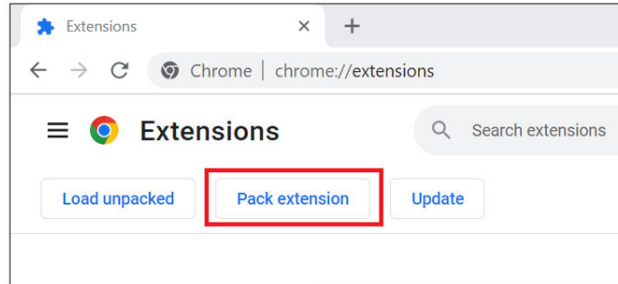 Extensions
Chrome | chrome://extensions
Extensions Search extensions
Load unpacked Pack extension Update